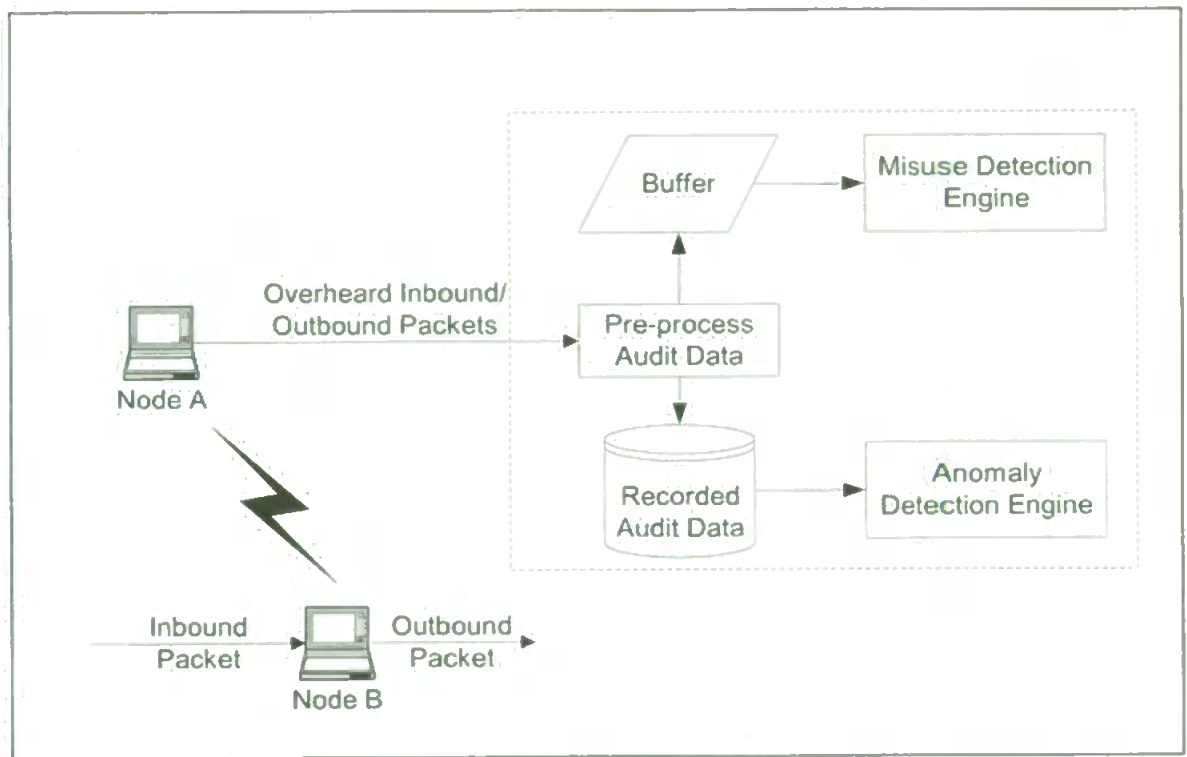 Buffer
Misuse Detection
Engine
Overheard Inbound/
Outbound Packets
Pre-process
Audit Data
Node A
Recorded
Audit Data
Anomaly
Detection Engine
Inbound
Packet
Outbound
Packet
Node B